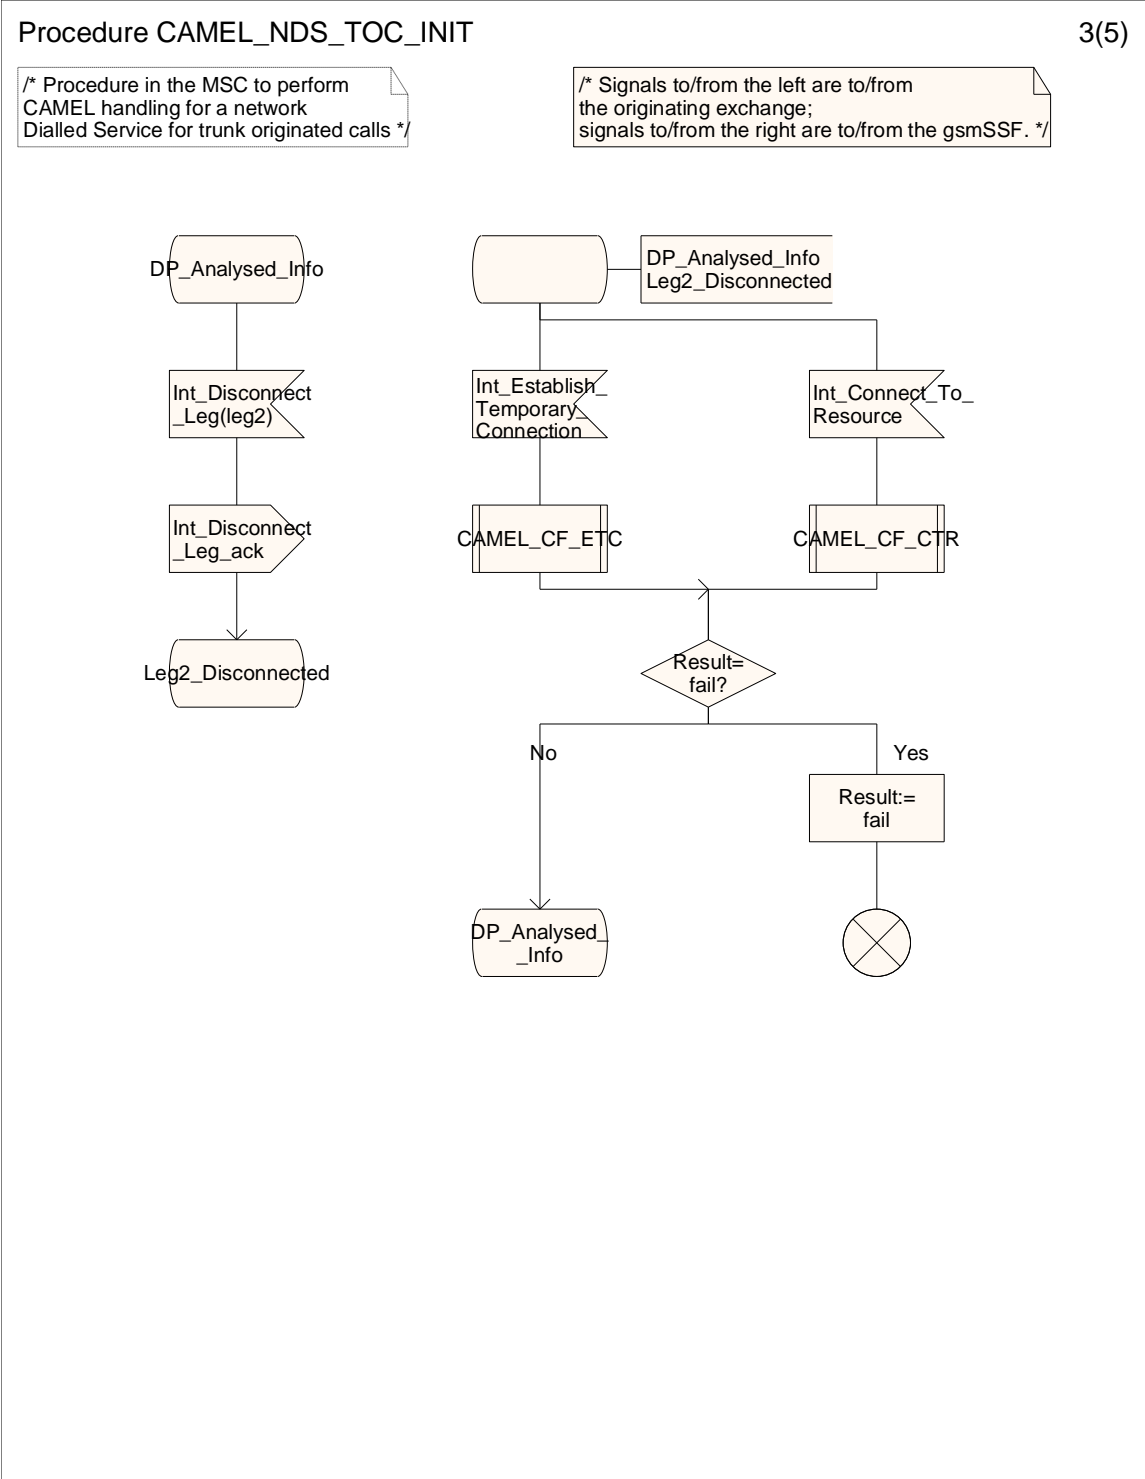 Procedure CAMEL_NDS_TOC_INIT
3(5)
/* Procedure in the MSC to perform
CAMEL handling for a network
Dialled Service for trunk originated calls */
/* Signals to/from the left are to/from
the originating exchange;
signals to/from the right are to/from the gsmSSF. */
DP_Analysed_Info
DP_Analysed_Info
Leg2_Disconnected
Int_Disconnect
_Leg(leg2)
Int_Establish_
Temporary_
Connection
Int_Connect_To_
Resource
Int_Disconnect
_Leg_ack
CAMEL_CF_ETC
CAMEL_CF_CTR
Leg2_Disconnected
Result=
fail?
No
Yes
Result:=
fail
DP_Analysed_
_Info